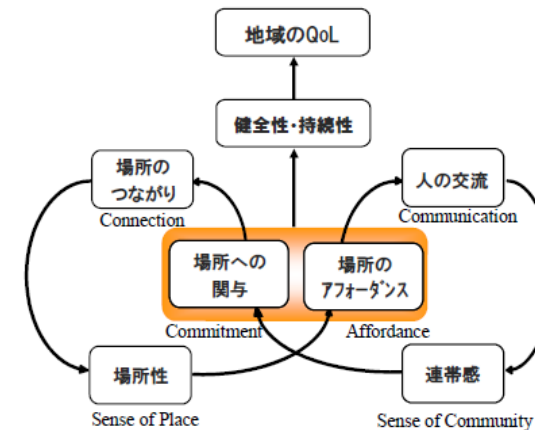 地域のQoL
健全性・持続性
場所の
つながり
Connection
人の交流
Communication
場所への
関与
場所の
アフォーダンス
Commitment
Affordance
場所性
連帯感
Sense of Place
Sense of Community